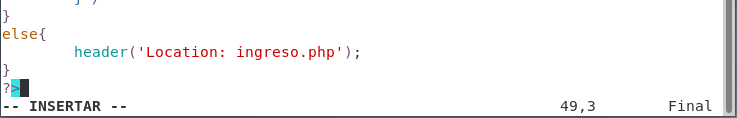 }
else{
        header('Location: ingreso.php');
}
?>
-- INSERTAR --                                                49,3        Final